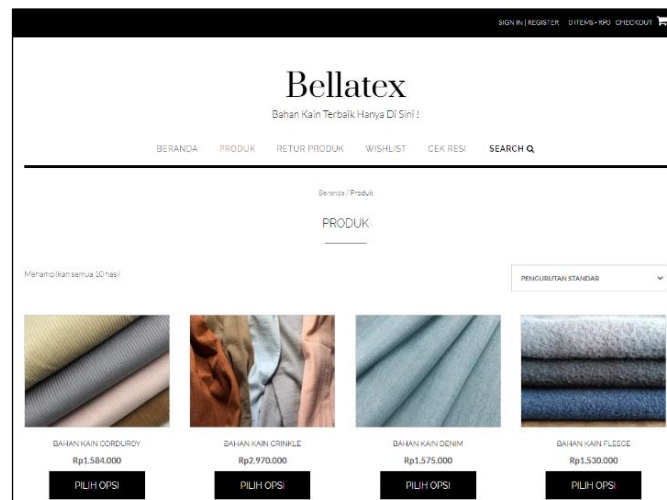 SIGN IN | REGISTER 0 ITEMS - RP0 CHECKOUT
Bellatex
Bahan Kain Terbaik Hanya Di Sini !
BERANDA PRODUK RETUR PRODUK WISHLIST CEK RESI SEARCH
Beranda / Produk
PRODUK
Menampilkan semua 10 hasil
PENGURUTAN STANDAR
BAHAN KAIN CORDUROY BAHAN KAIN CRINKLE BAHAN KAIN DENIM BAHAN KAIN FLEECE
Rp1.584.000 Rp2.970.000 Rp1.575.000 Rp1.530.000
PILIH OPSI PILIH OPSI PILIH OPSI PILIH OPSI